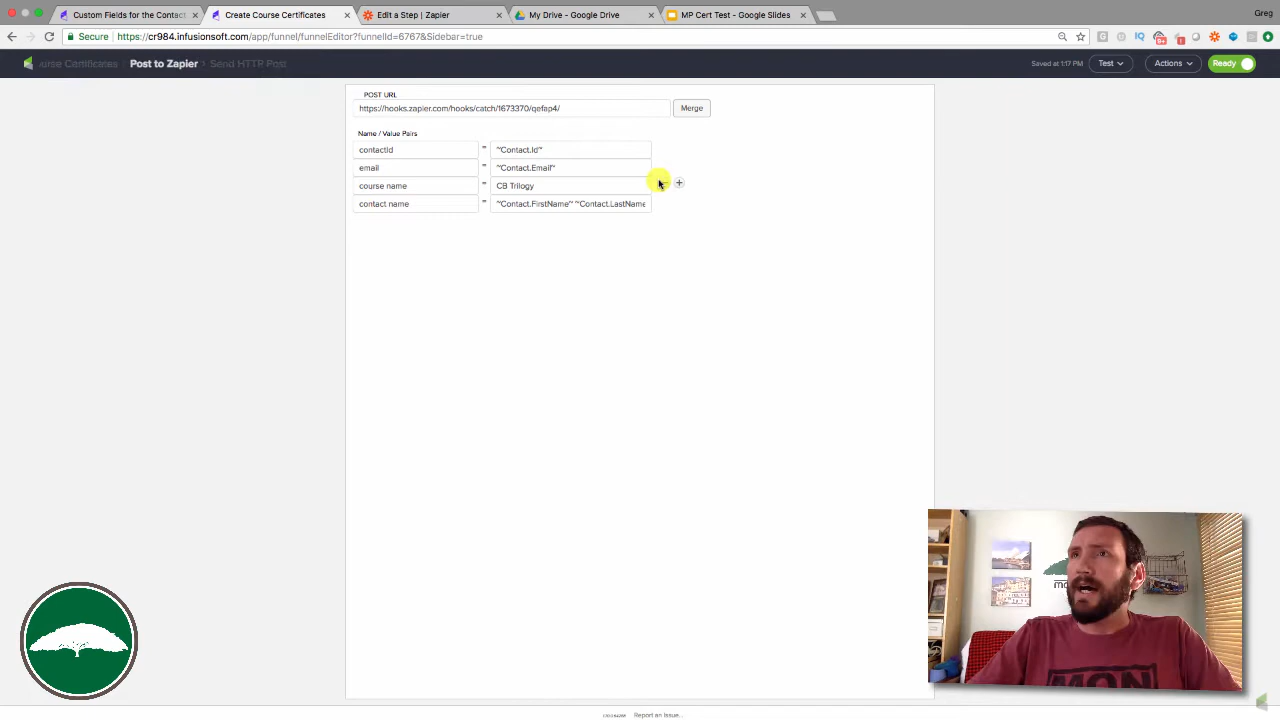 Custom Fields for the Contact
Create Course Certificates
Edit a Step | Zapier
My Drive - Google Drive
MP Cert Test - Google Slides
Greg
Secure
https://cr984.infusionsoft.com/app/funnel/funnelEditor?funnelId=6767&Sidebar=true
urse Certificates > Post to Zapier > Send HTTP Post
Saved at 1:17 PM
Test
Actions
Ready
POST URL
https://hooks.zapier.com/hooks/catch/1673370/qefap4/
Merge
Name / Value Pairs
contactId = ~Contact.Id~
email = ~Contact.Email~
course name = CB Trilogy
contact name = ~Contact.FirstName~ ~Contact.LastName
Report an Issue...